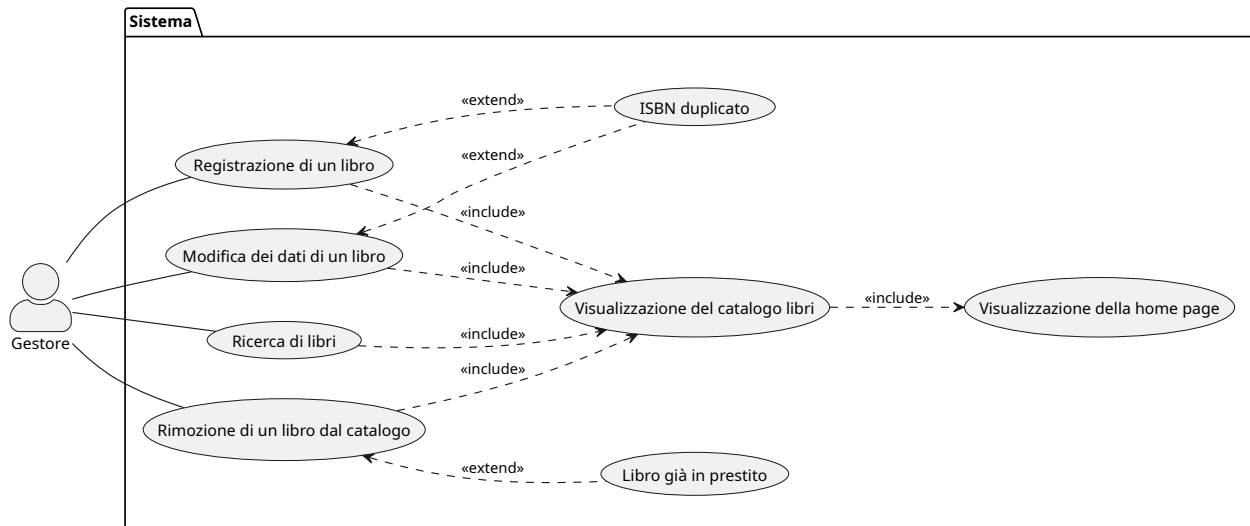 Sistema
«extend»
ISBN duplicato
«extend»
Registrazione di un libro
«include»
Modifica dei dati di un libro
«include»
Visualizzazione del catalogo libri
«include»
Visualizzazione della home page
Gestore
Ricerca di libri
«include»
«include»
Rimozione di un libro dal catalogo
«extend»
Libro già in prestito